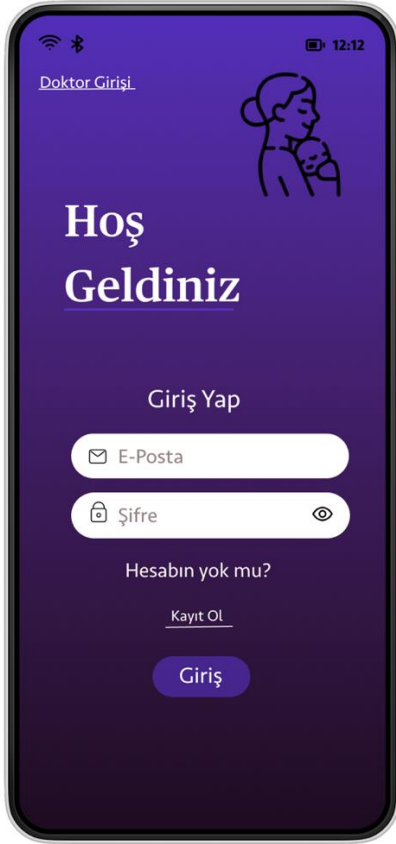 12:12
Doktor Girişi
Hoş
Geldiniz
Giriş Yap
E-Posta
Şifre
Hesabın yok mu?
Kayıt Ol
Giriş